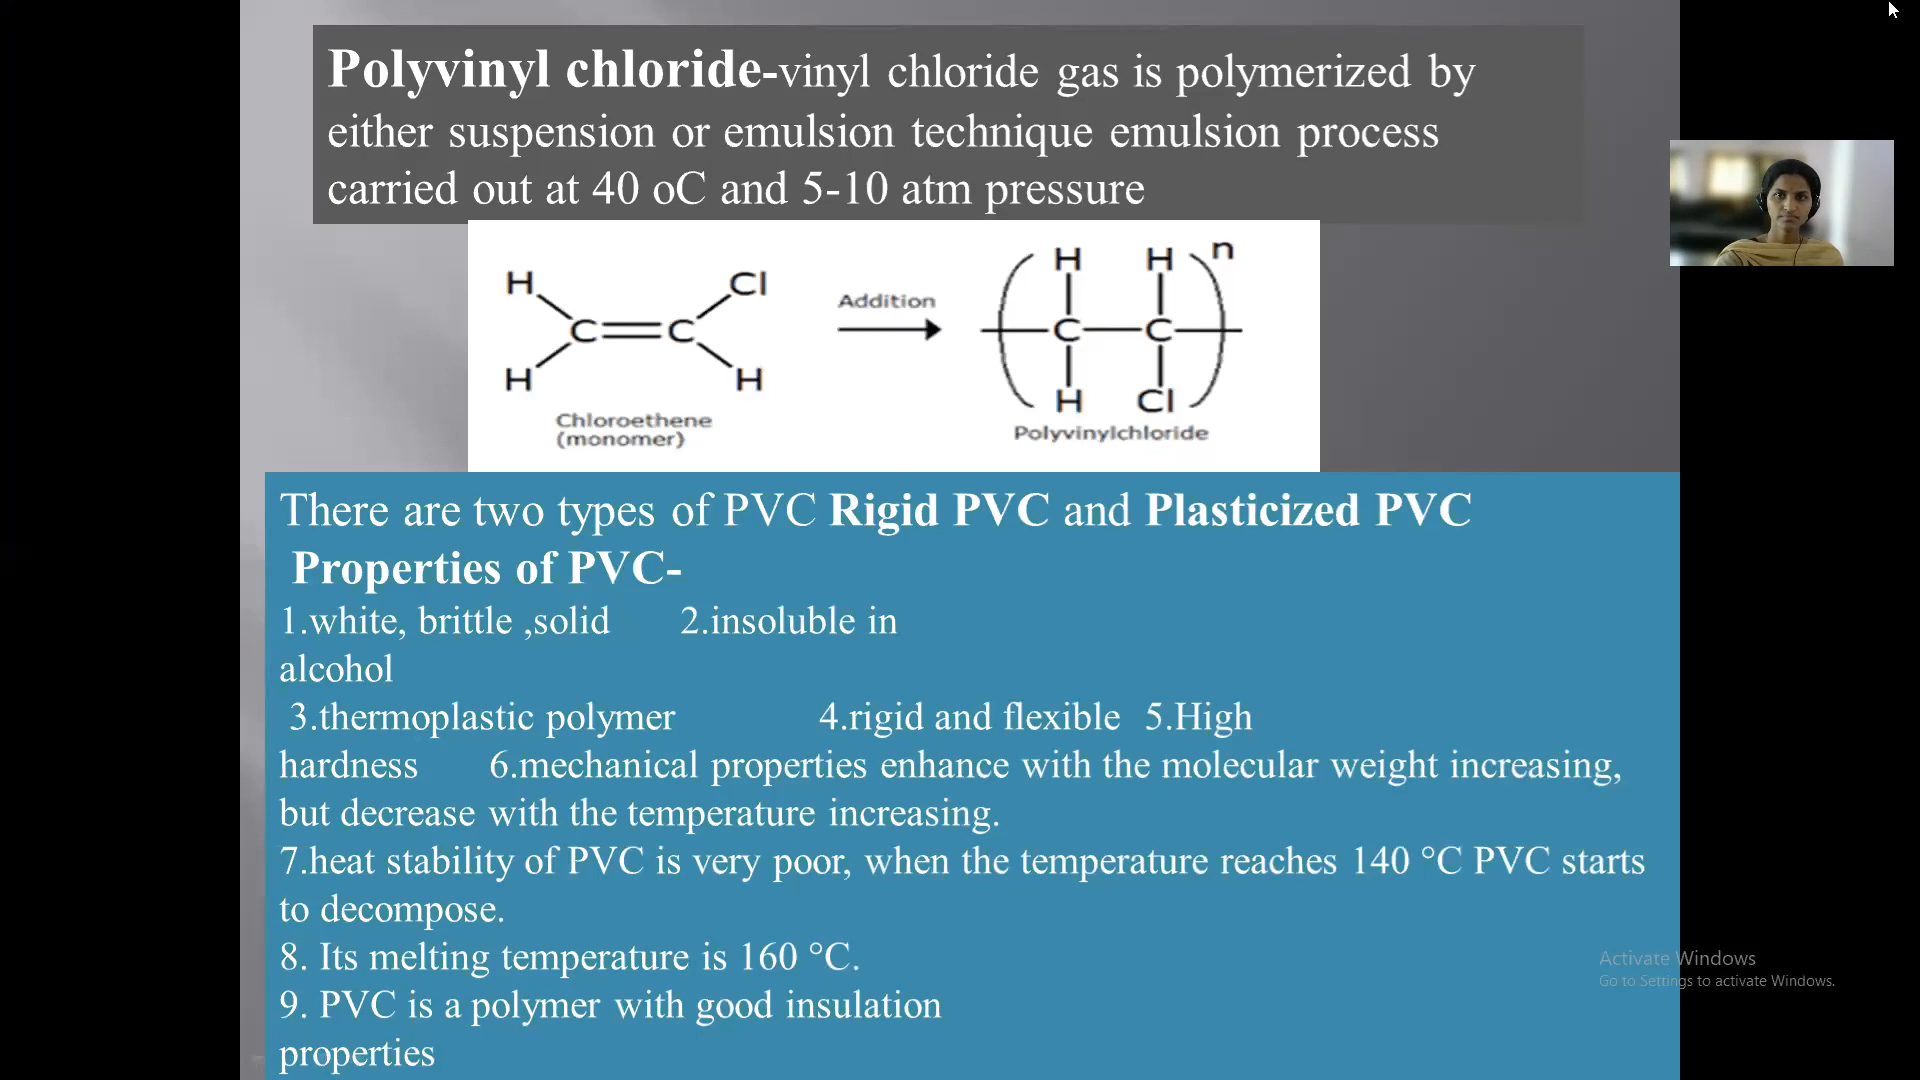 Polyvinyl chloride-vinyl chloride gas is polymerized by
either suspension or emulsion technique emulsion process
carried out at 40 oC and 5-10 atm pressure
H Cl
C=C
H H
Chloroethene
(monomer)
Addition
H H n
C C
H Cl
Polyvinylchloride
There are two types of PVC Rigid PVC and Plasticized PVC
Properties of PVC-
1.white, brittle ,solid 2.insoluble in
alcohol
3.thermoplastic polymer 4.rigid and flexible 5.High
hardness 6.mechanical properties enhance with the molecular weight increasing,
but decrease with the temperature increasing.
7.heat stability of PVC is very poor, when the temperature reaches 140 °C PVC starts
to decompose.
8. Its melting temperature is 160 °C.
9. PVC is a polymer with good insulation
properties
Activate Windows
Go to Settings to activate Windows.